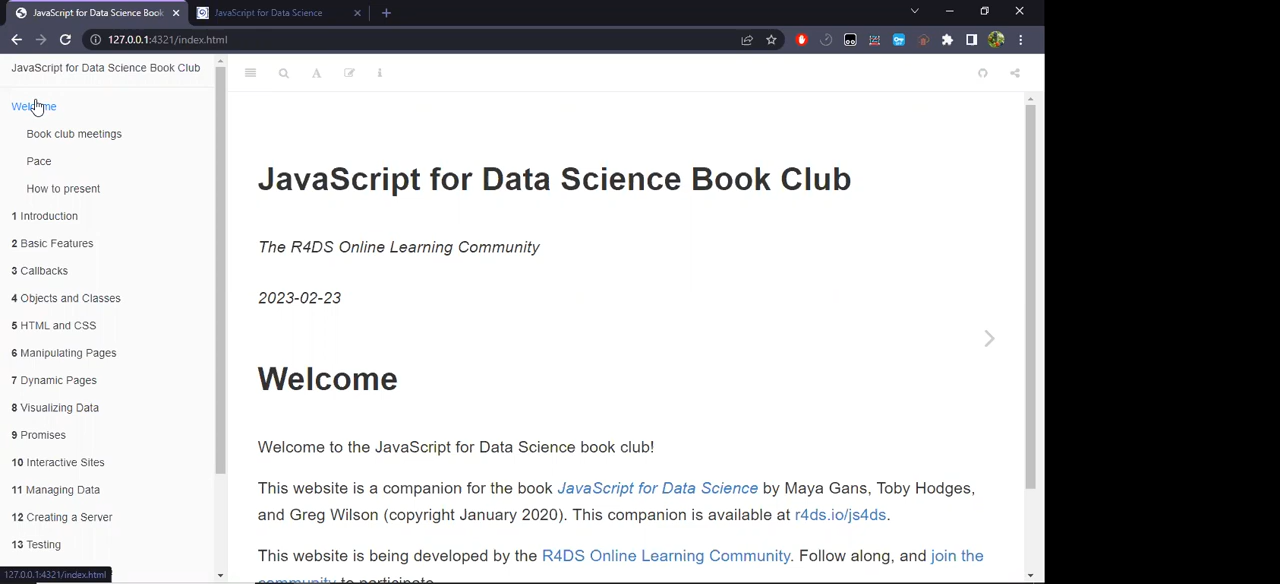 JavaScript for Data Science Book
JavaScript for Data Science
127.0.0.1:4321/index.html
JavaScript for Data Science Book Club
Welcome
Book club meetings
Pace
How to present
1 Introduction
2 Basic Features
3 Callbacks
4 Objects and Classes
5 HTML and CSS
6 Manipulating Pages
7 Dynamic Pages
8 Visualizing Data
9 Promises
10 Interactive Sites
11 Managing Data
12 Creating a Server
13 Testing
127.0.0.1:4321/index.html
JavaScript for Data Science Book Club
The R4DS Online Learning Community
2023-02-23
Welcome
Welcome to the JavaScript for Data Science book club!
This website is a companion for the book JavaScript for Data Science by Maya Gans, Toby Hodges,
and Greg Wilson (copyright January 2020). This companion is available at r4ds.io/js4ds.
This website is being developed by the R4DS Online Learning Community. Follow along, and join the
community to participate